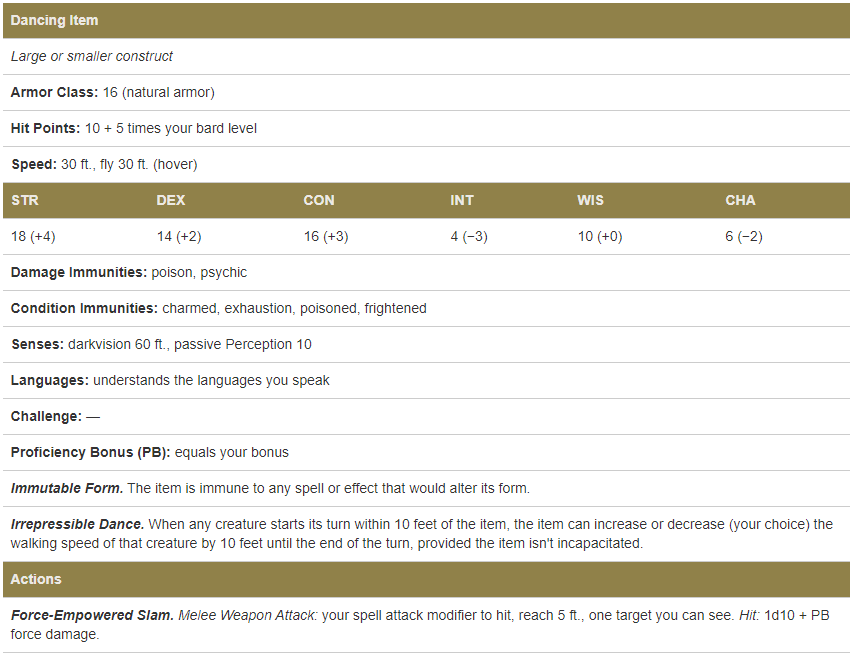 Dancing Item
Large or smaller construct
Armor Class: 16 (natural armor)
Hit Points: 10 + 5 times your bard level
Speed: 30 ft., fly 30 ft. (hover)
STR DEX CON INT WIS CHA
18 (+4) 14 (+2) 16 (+3) 4 (−3) 10 (+0) 6 (−2)
Damage Immunities: poison, psychic
Condition Immunities: charmed, exhaustion, poisoned, frightened
Senses: darkvision 60 ft., passive Perception 10
Languages: understands the languages you speak
Challenge: —
Proficiency Bonus (PB): equals your bonus
Immutable Form. The item is immune to any spell or effect that would alter its form.
Irrepressible Dance. When any creature starts its turn within 10 feet of the item, the item can increase or decrease (your choice) the
walking speed of that creature by 10 feet until the end of the turn, provided the item isn't incapacitated.
Actions
Force-Empowered Slam. Melee Weapon Attack: your spell attack modifier to hit, reach 5 ft., one target you can see. Hit: 1d10 + PB
force damage.